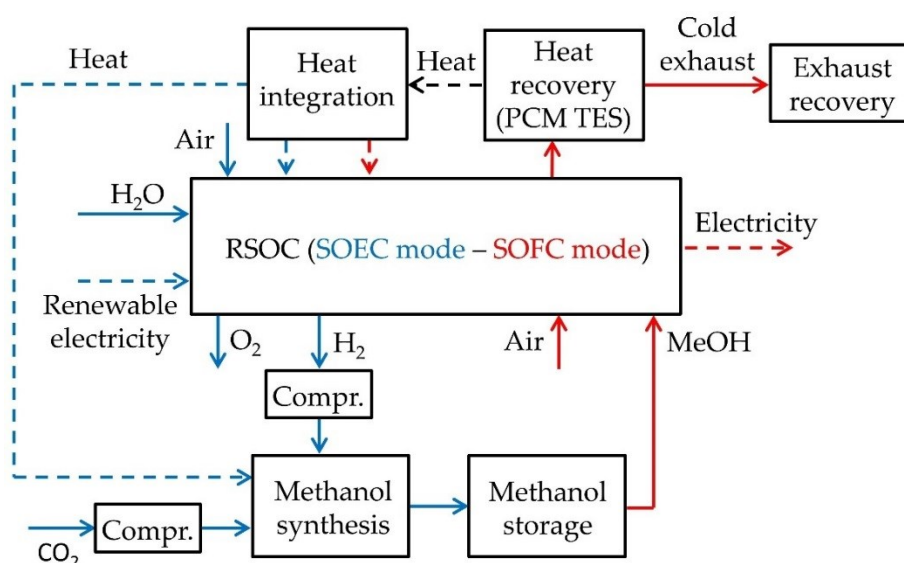 Heat
Heat
integration
Heat
Heat
recovery
(PCM TES)
Cold
exhaust
Exhaust
recovery
Air
H₂O
RSOC (SOEC mode – SOFC mode)
Electricity
Renewable
electricity
O₂
H₂
Air
MeOH
Compr.
Methanol
synthesis
Methanol
storage
CO₂
Compr.